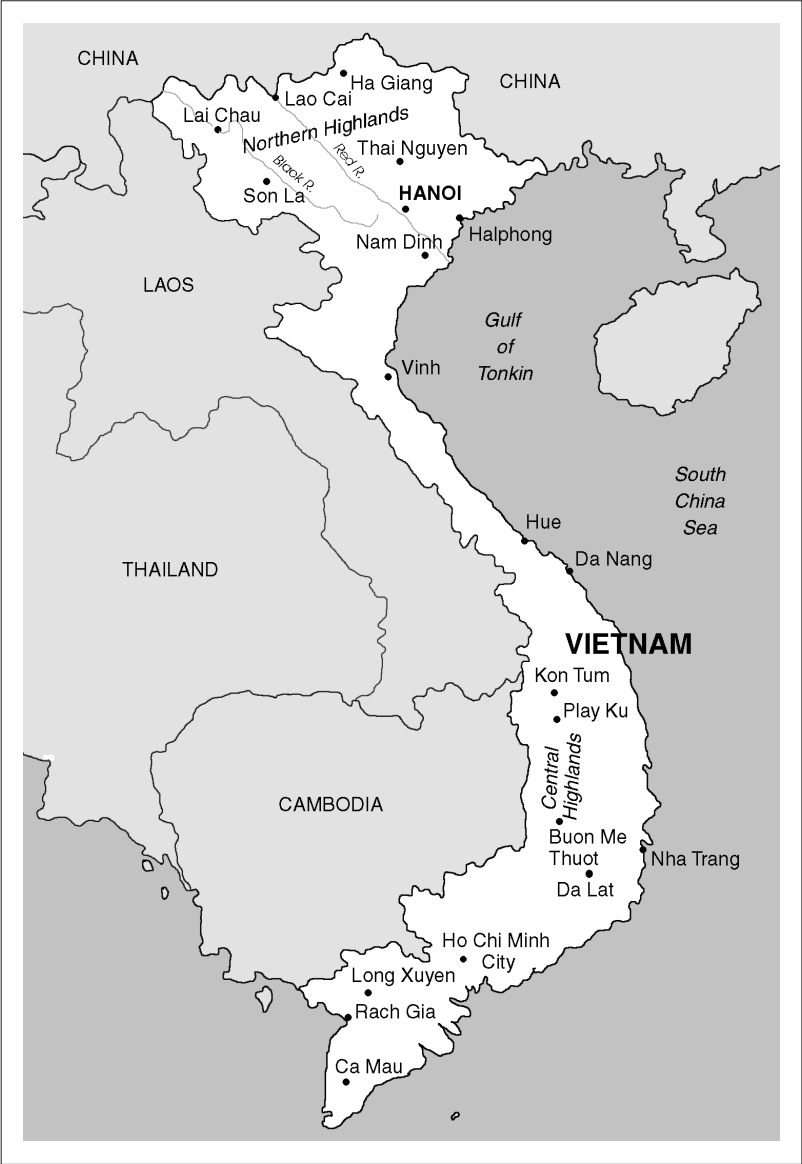 CHINA
CHINA
Ha Giang
Lao Cai
Lai Chau
Northern Highlands
Thai Nguyen
Red R.
Black R.
Son La
HANOI
Halphong
Nam Dinh
LAOS
Gulf
of
Tonkin
Vinh
South
China
Sea
Hue
Da Nang
THAILAND
VIETNAM
Kon Tum
Play Ku
Central
Highlands
CAMBODIA
Buon Me
Thuot
Nha Trang
Da Lat
Ho Chi Minh
City
Long Xuyen
Rach Gia
Ca Mau